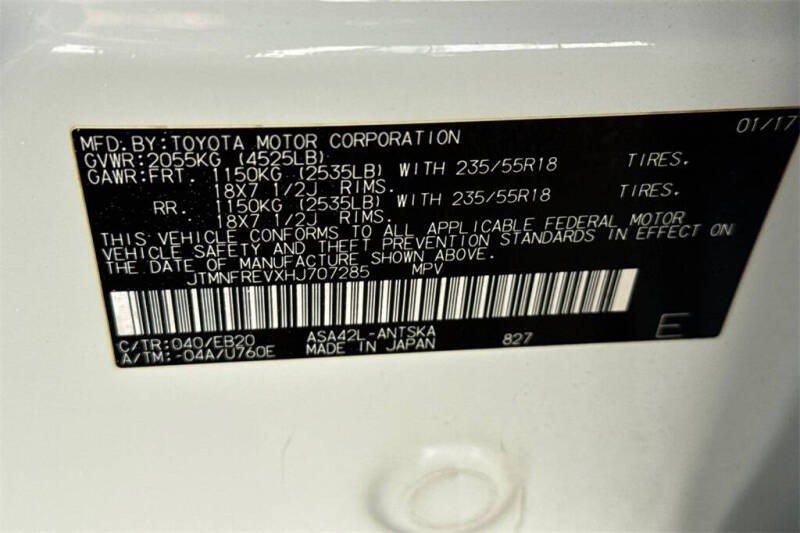 MFD. BY: TOYOTA MOTOR CORPORATION 01/17
GVWR: 2055KG (4525LB)
GAWR: FRT. 1150KG (2535LB) WITH 235/55R18 TIRES.
18X7 1/2J RIMS.
RR. 1150KG (2535LB) WITH 235/55R18 TIRES.
18X7 1/2J RIMS.
THIS VEHICLE CONFORMS TO ALL APPLICABLE FEDERAL MOTOR
VEHICLE SAFETY AND THEFT PREVENTION STANDARDS IN EFFECT ON
THE DATE OF MANUFACTURE SHOWN ABOVE.
JTMNFREVXHJ707285 MPV
C/TR: 040/EB20 ASA42L-ANTSKA 827 E
A/TM: -04A/U760E MADE IN JAPAN